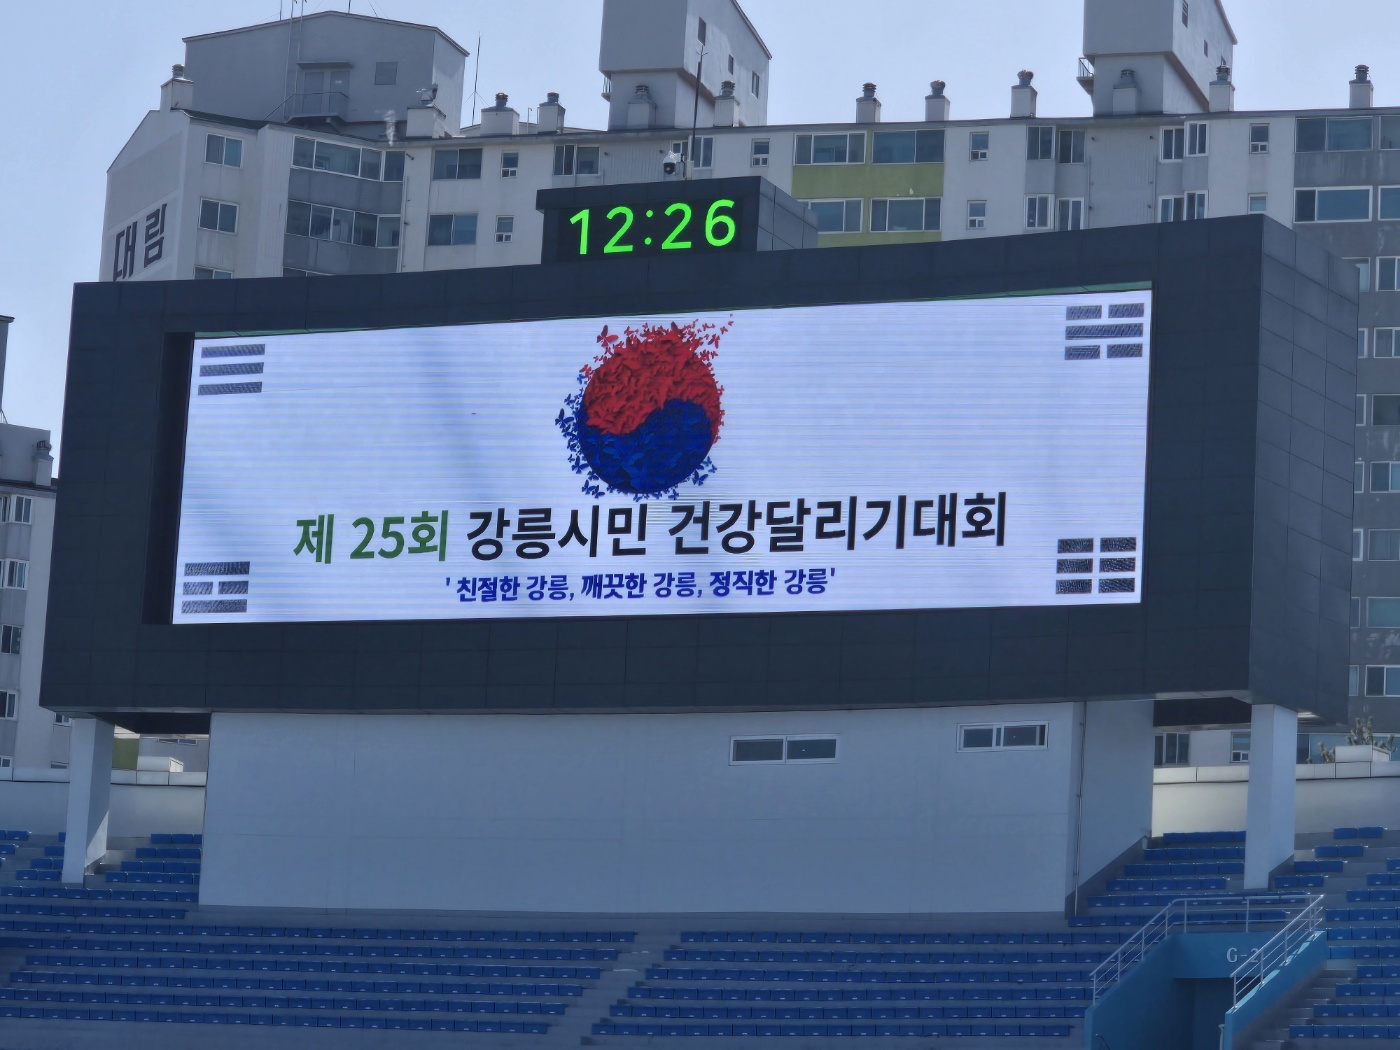 대림
12:26
제 25회 강릉시민 건강달리기대회
'친절한 강릉, 깨끗한 강릉, 정직한 강릉'
G-2